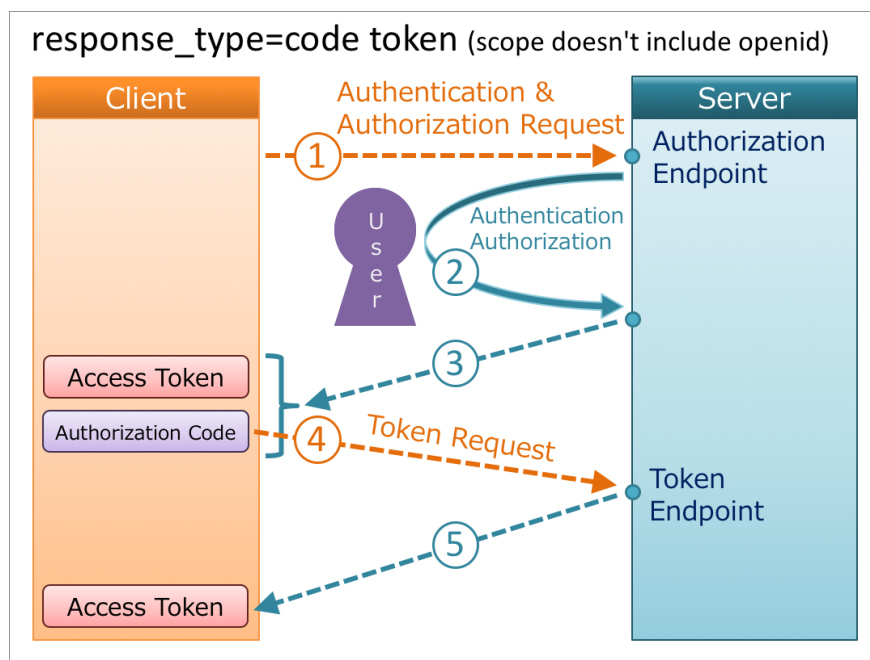 response_type=code token (scope doesn't include openid)
Client
Server
Authentication &
Authorization Request
1
Authorization
Endpoint
User
Authentication
Authorization
2
3
Access Token
Authorization Code
4
Token Request
Token
Endpoint
5
Access Token